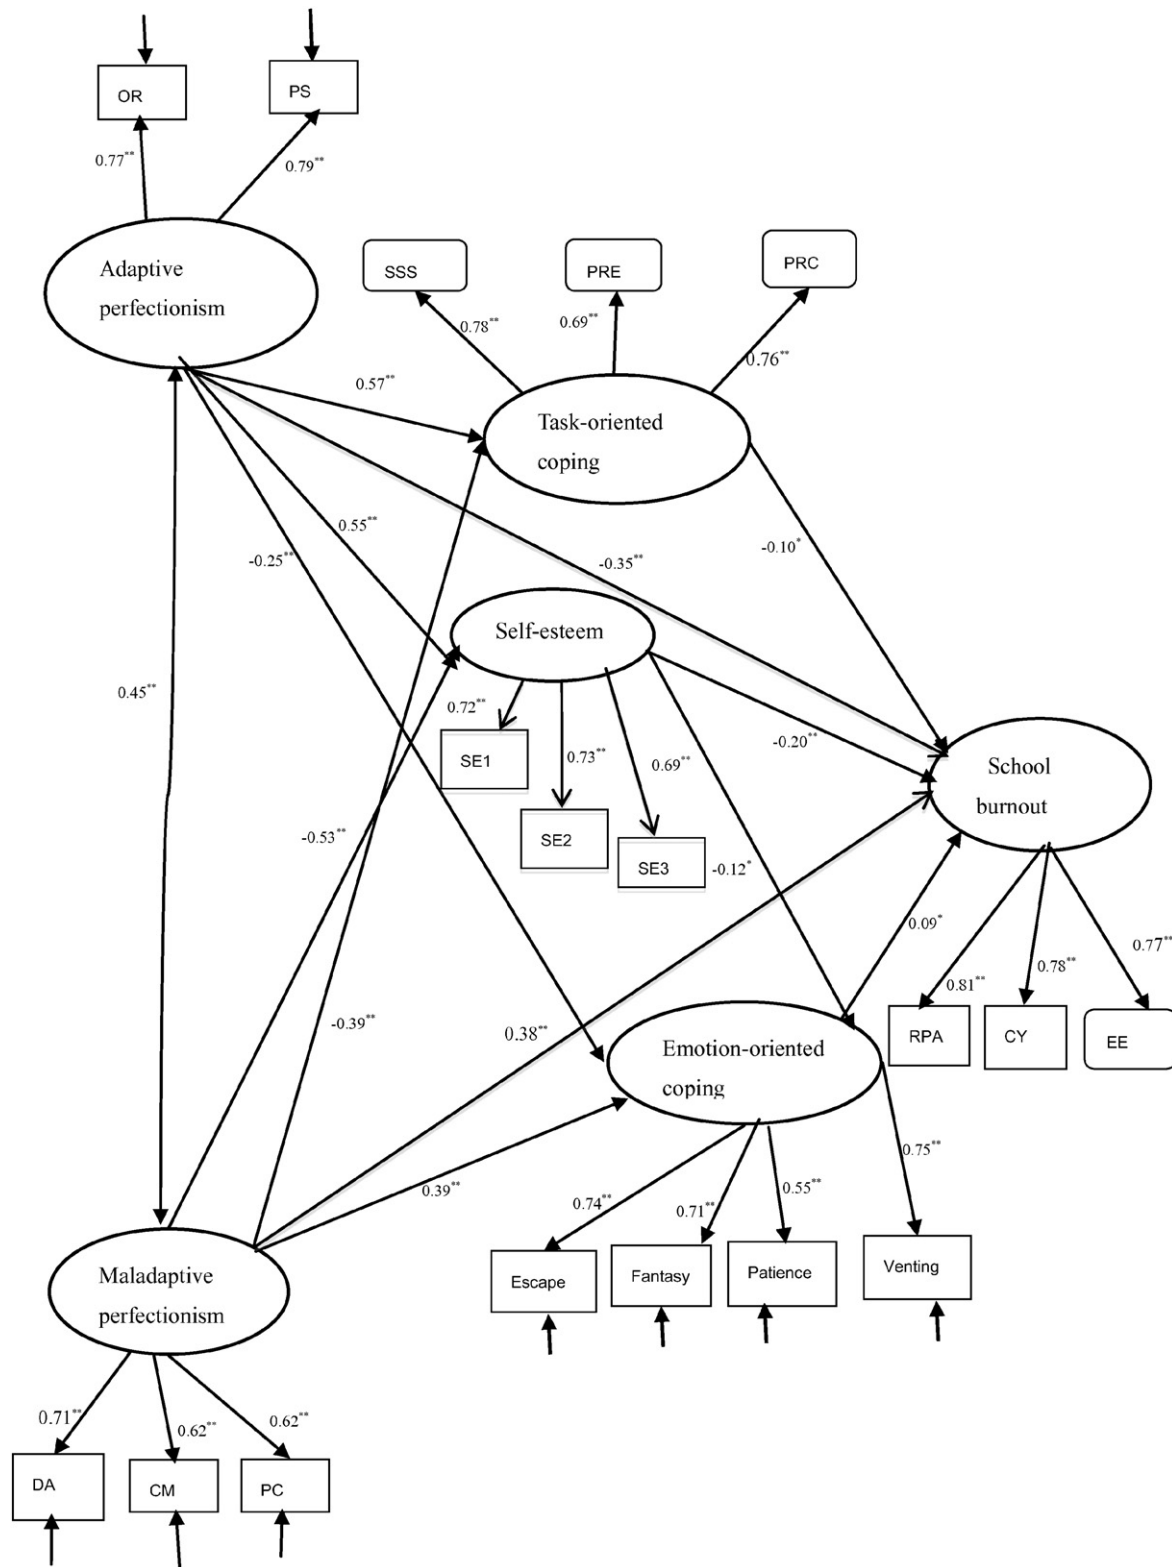 OR
PS
0.77**
0.79**
Adaptive
perfectionism
SSS
PRE
PRC
0.78**
0.69**
0.76**
0.57**
Task-oriented
coping
0.55**
-0.25**
-0.35**
-0.10*
Self-esteem
0.45**
0.72**
0.73**
0.69**
-0.20**
SE1
SE2
SE3
School
burnout
-0.53**
-0.12*
0.09*
0.81**
0.78**
0.77**
RPA
CY
EE
-0.39**
0.38**
Emotion-oriented
coping
0.39**
0.74**
0.71**
0.55**
0.75**
Escape
Fantasy
Patience
Venting
Maladaptive
perfectionism
0.71**
0.62**
0.62**
DA
CM
PC